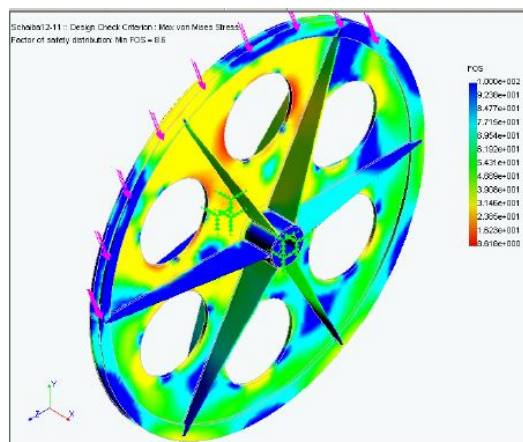 Schaiba12-11 :: Design Check Criterion : Max von Mises Stress
Factor of safety distribution: Min FOS = 8.6
FOS
1.000e+002
9.238e+001
8.477e+001
7.715e+001
6.954e+001
6.192e+001
5.431e+001
4.669e+001
3.908e+001
3.146e+001
2.385e+001
1.623e+001
8.618e+000
Y
Z
X